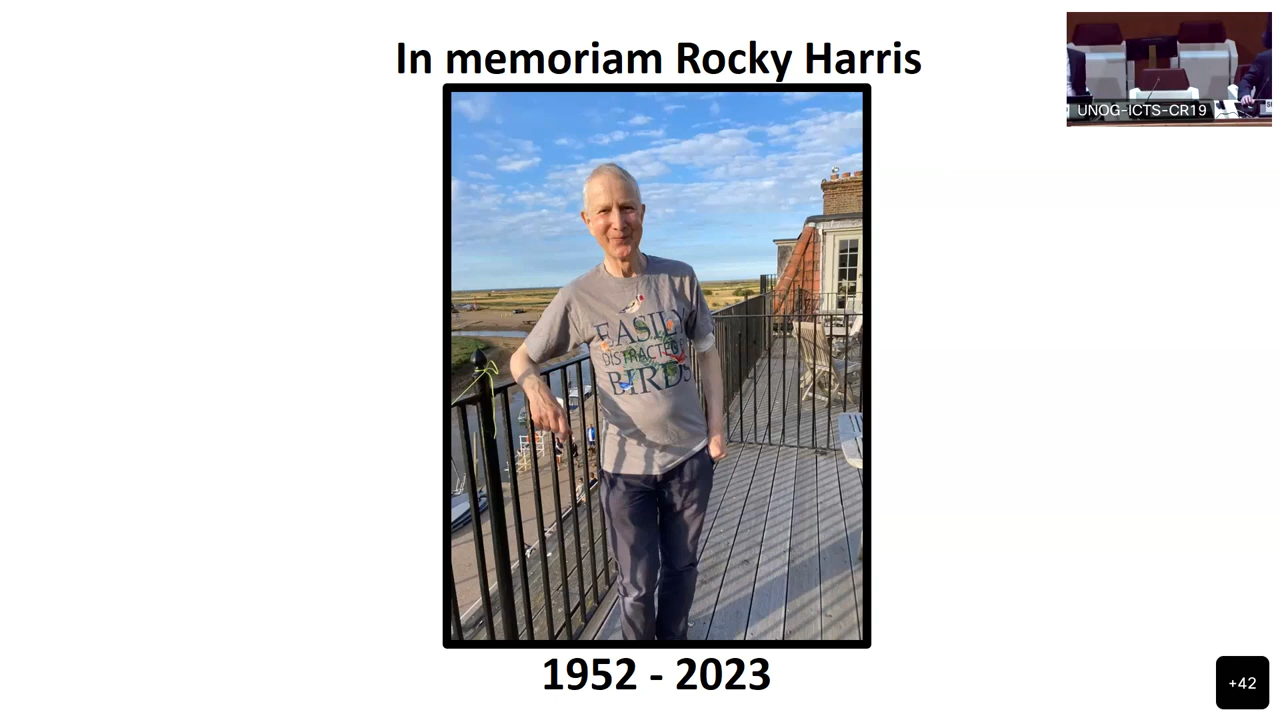 In memoriam Rocky Harris
UNOG-ICTS-CR19
EASILY
DISTRACTED
BIRDS
1952 - 2023
+42